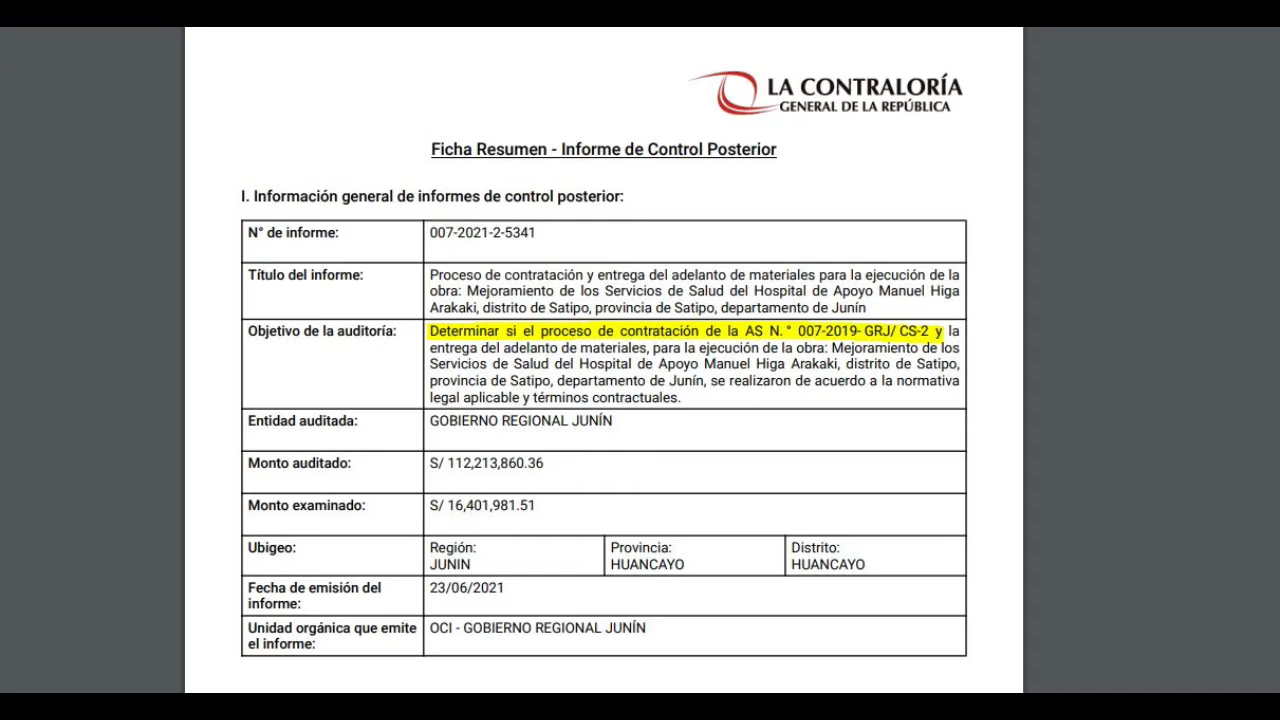 LA CONTRALORÍA
GENERAL DE LA REPÚBLICA
Ficha Resumen - Informe de Control Posterior
I. Información general de informes de control posterior:
N° de informe:
007-2021-2-5341
Título del informe:
Proceso de contratación y entrega del adelanto de materiales para la ejecución de la
obra: Mejoramiento de los Servicios de Salud del Hospital de Apoyo Manuel Higa
Arakaki, distrito de Satipo, provincia de Satipo, departamento de Junín
Objetivo de la auditoría:
Determinar si el proceso de contratación de la AS N.° 007-2019- GRJ/ CS-2 y la
entrega del adelanto de materiales, para la ejecución de la obra: Mejoramiento de los
Servicios de Salud del Hospital de Apoyo Manuel Higa Arakaki, distrito de Satipo,
provincia de Satipo, departamento de Junín, se realizaron de acuerdo a la normativa
legal aplicable y términos contractuales.
Entidad auditada:
GOBIERNO REGIONAL JUNÍN
Monto auditado:
S/ 112,213,860.36
Monto examinado:
S/ 16,401,981.51
Ubigeo:
Región:
JUNIN
Provincia:
HUANCAYO
Distrito:
HUANCAYO
Fecha de emisión del
informe:
23/06/2021
Unidad orgánica que emite
el informe:
OCI - GOBIERNO REGIONAL JUNÍN